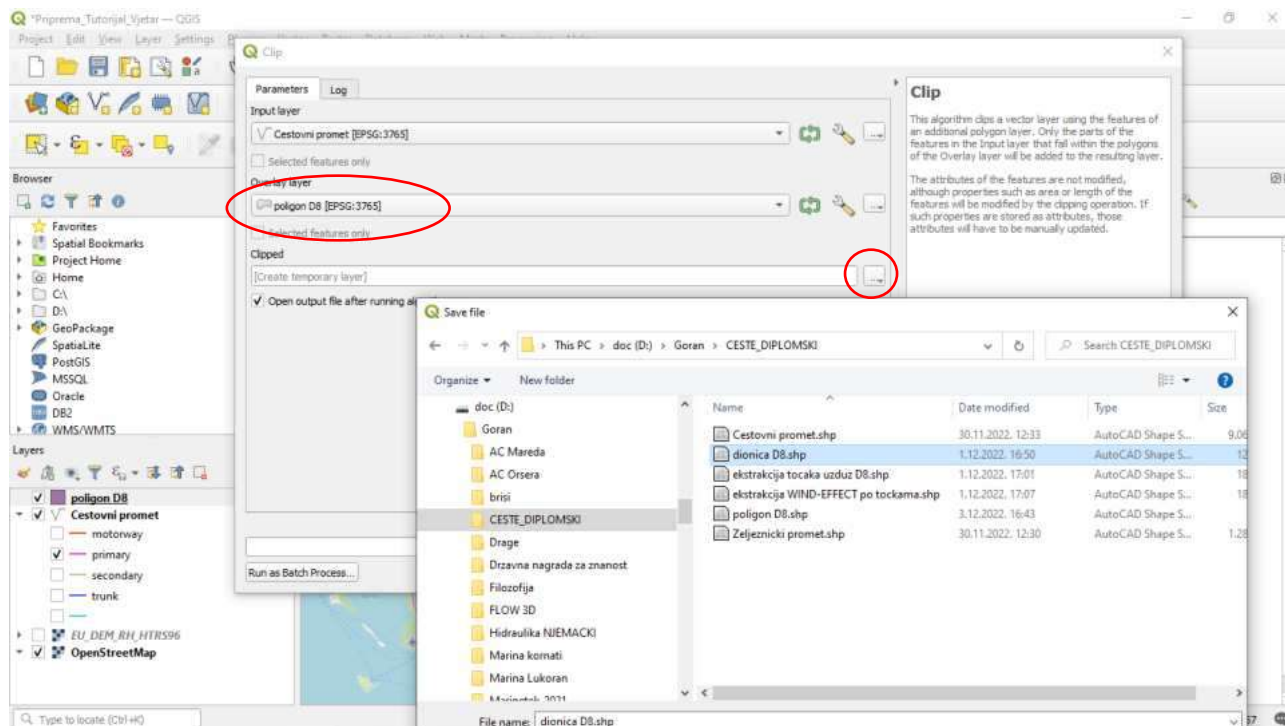 *Priprema_Tutorijal_Vjetar — QGIS
Project Edit View Layer Settings
Browser
Favorites
Spatial Bookmarks
Project Home
Home
C:\
D:\
GeoPackage
SpatiaLite
PostGIS
MSSQL
Oracle
DB2
WMS/WMTS
Layers
poligon D8
Cestovni promet
motorway
primary
secondary
trunk
EU_DEM_RH_HTRS96
OpenStreetMap
Type to locate (Ctrl+K)
Clip
Parameters Log
Input layer
Cestovni promet [EPSG:3765]
Selected features only
Overlay layer
poligon D8 [EPSG:3765]
Selected features only
Clipped
[Create temporary layer]
Open output file after running
Run as Batch Process...
Clip
This algorithm clips a vector layer using the features of
an additional polygon layer. Only the parts of the
features in the Input layer that fall within the polygons
of the Overlay layer will be added to the resulting layer.
The attributes of the features are not modified,
although properties such as area or length of the
features will be modified by the clipping operation. If
such properties are stored as attributes, those
attributes will have to be manually updated.
Save file
This PC > doc (D:) > Goran > CESTE_DIPLOMSKI
Search CESTE_DIPLOMSKI
Organize New folder
doc (D:)
Goran
AC Mareda
AC Orsera
brisi
CESTE_DIPLOMSKI
Drage
Drzavna nagrada za znanost
Filozofija
FLOW 3D
Hidraulika NJEMACKI
Marina kornati
Marina Lukoran
Name Date modified Type Size
Cestovni promet.shp 30.11.2022. 12:33 AutoCAD Shape S... 9.06
dionica D8.shp 1.12.2022. 16:50 AutoCAD Shape S... 12
ekstrakcija tocaka uzduz D8.shp 1.12.2022. 17:01 AutoCAD Shape S... 18
ekstrakcija WIND-EFFECT po tockama.shp 1.12.2022. 17:07 AutoCAD Shape S... 18
poligon D8.shp 3.12.2022. 16:43 AutoCAD Shape S...
Zeljeznicki promet.shp 30.11.2022. 12:30 AutoCAD Shape S... 1.28
File name: dionica D8.shp